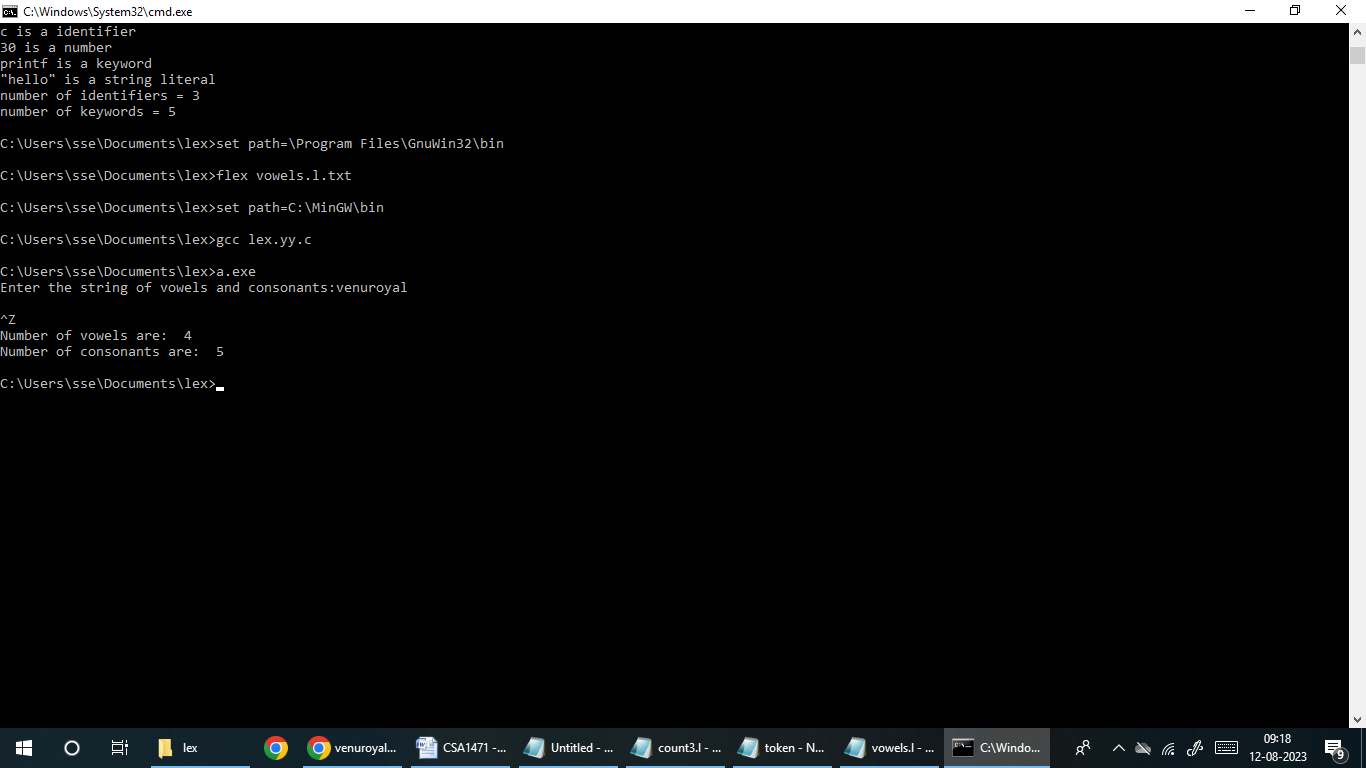 C:\Windows\System32\cmd.exe
c is a identifier
30 is a number
printf is a keyword
"hello" is a string literal
number of identifiers = 3
number of keywords = 5
C:\Users\sse\Documents\lex>set path=\Program Files\GnuWin32\bin
C:\Users\sse\Documents\lex>flex vowels.l.txt
C:\Users\sse\Documents\lex>set path=C:\MinGW\bin
C:\Users\sse\Documents\lex>gcc lex.yy.c
C:\Users\sse\Documents\lex>a.exe
Enter the string of vowels and consonants:venuroyal
^Z
Number of vowels are:  4
Number of consonants are:  5
C:\Users\sse\Documents\lex>
lex venuroyal... CSA1471 -... Untitled - ... count3.l - ... token - N... vowels.l - ... C:\Windo... 09:18
12-08-2023 9